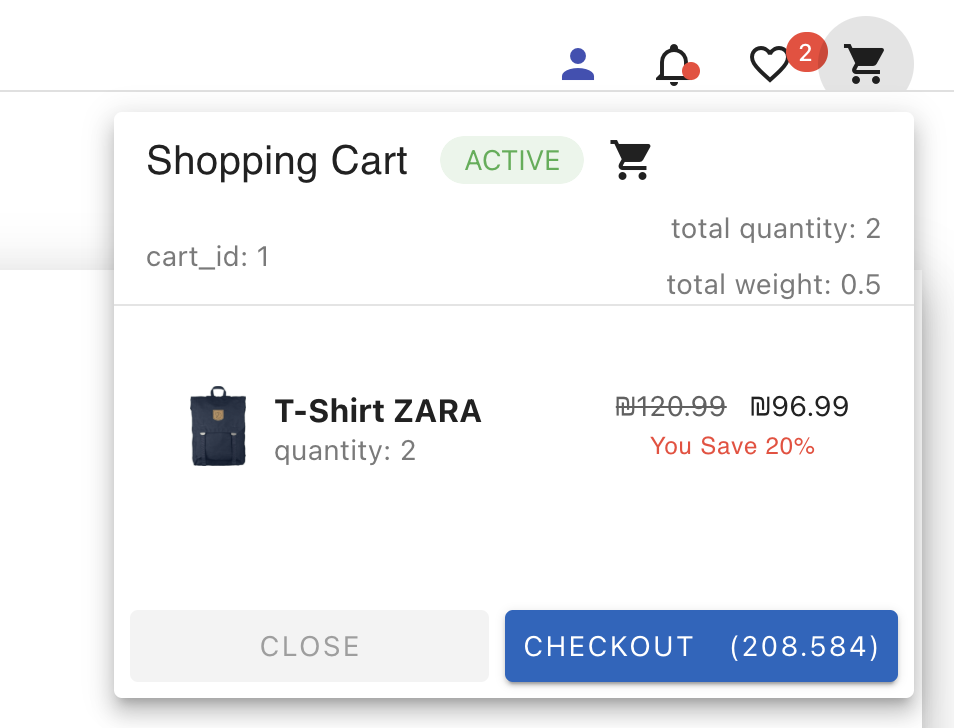 2
Shopping Cart ACTIVE
total quantity: 2
cart_id: 1
total weight: 0.5
T-Shirt ZARA
₪120.99 ₪96.99
quantity: 2
You Save 20%
CLOSE
CHECKOUT (208.584)